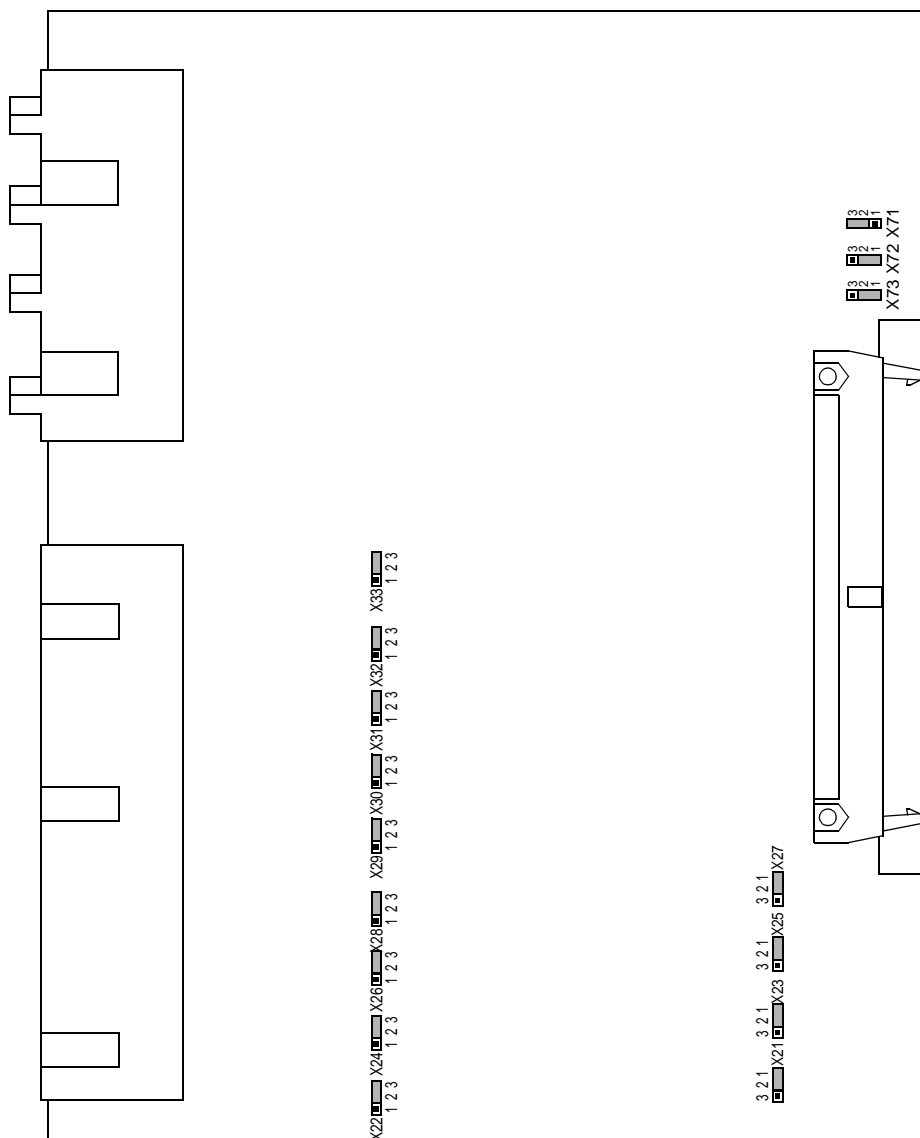 3 2 1 X71
3 2 1 X72
3 2 1 X73
X33 1 2 3
X32 1 2 3
X31 1 2 3
X30 1 2 3
X29 1 2 3
X28 1 2 3
X26 1 2 3
X24 1 2 3
X22 1 2 3
3 2 1 X27
3 2 1 X25
3 2 1 X23
3 2 1 X21